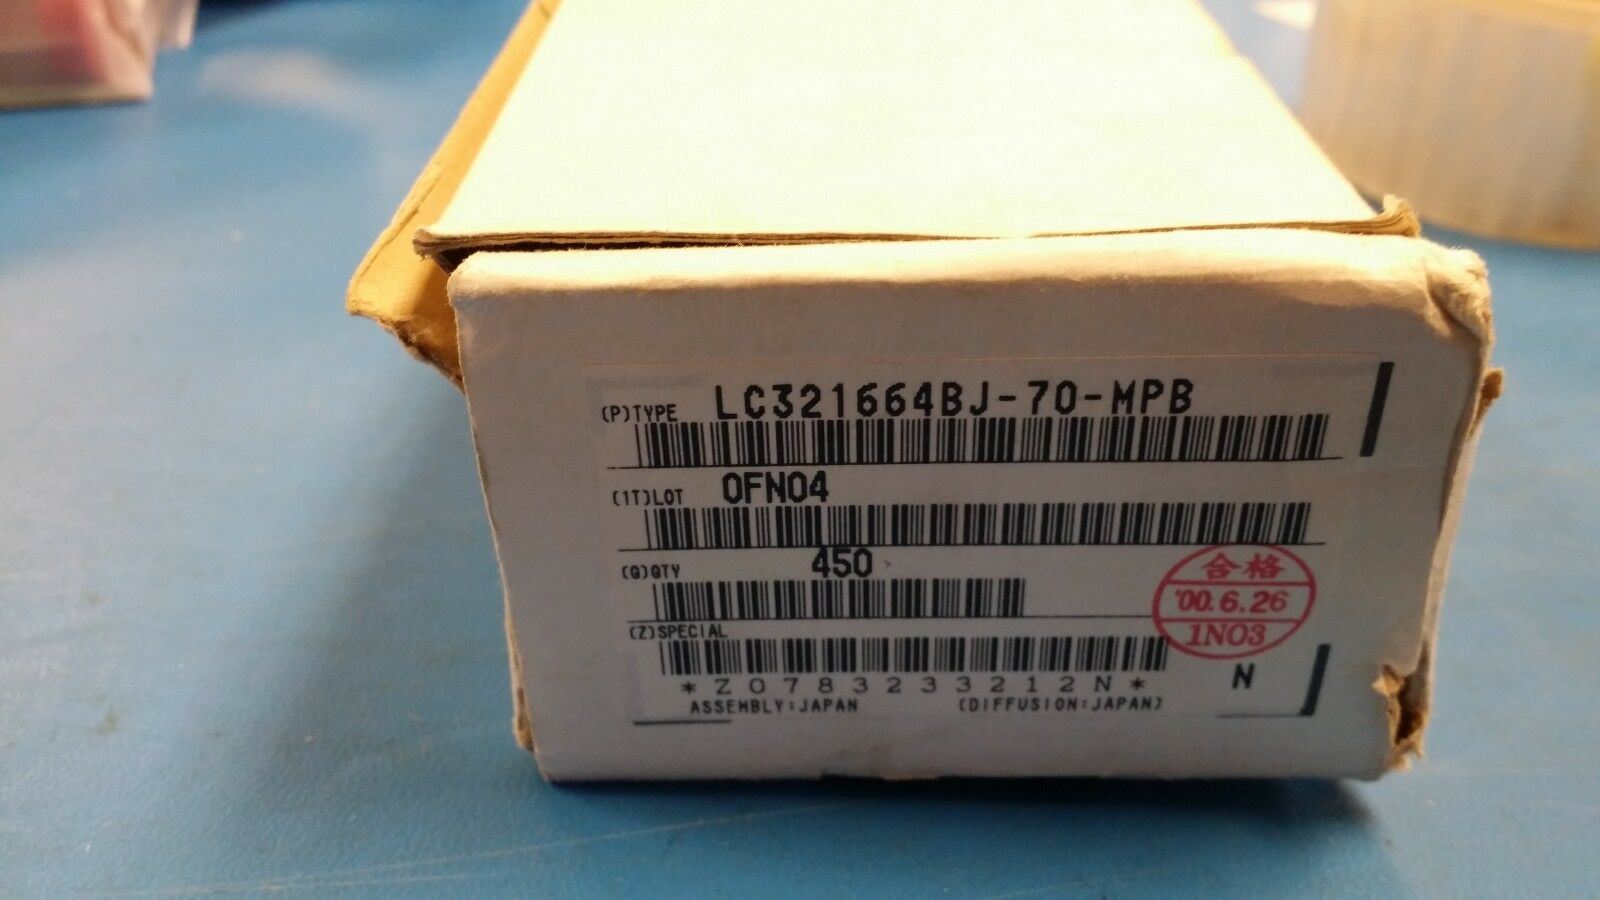 (P)TYPE LC321664BJ-70-MPB
(1T)LOT 0FN04
(Q)QTY 450
(Z)SPECIAL
*Z0783233212N*
ASSEMBLY:JAPAN (DIFFUSION:JAPAN)
合格
'00.6.26
1N03
N